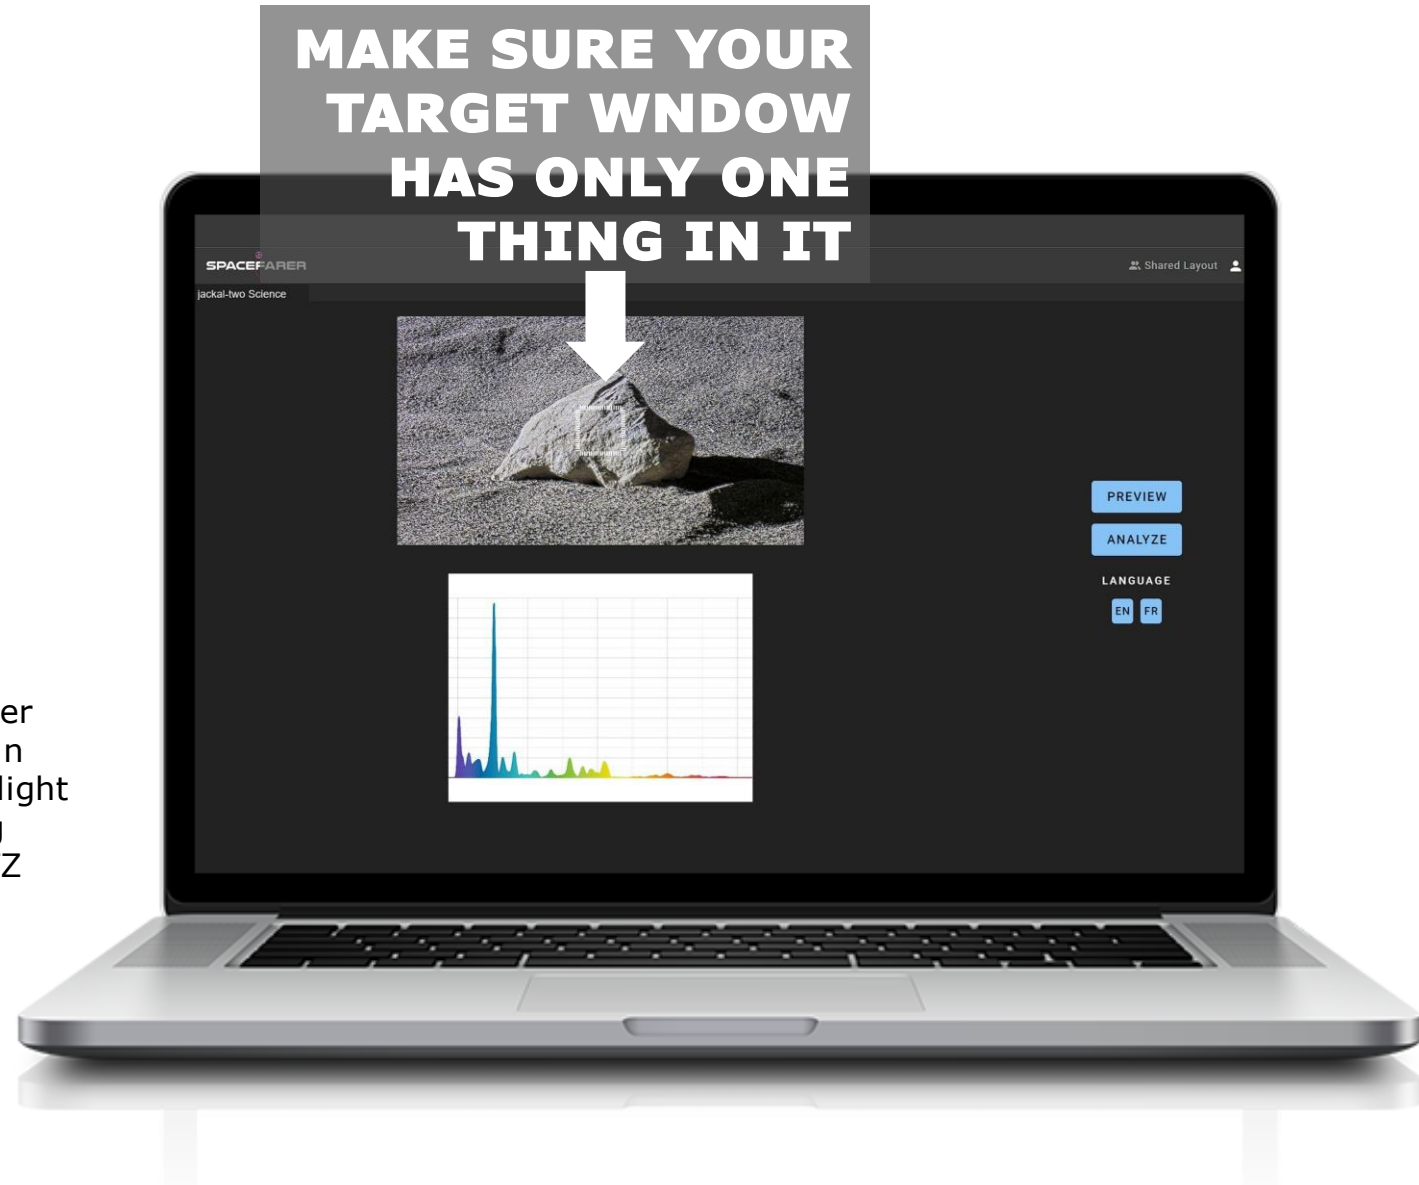 MAKE SURE YOUR
TARGET WNDOW
HAS ONLY ONE
THING IN IT
SPACEFARER
Shared Layout
jackal-two Science
PREVIEW
ANALYZE
LANGUAGE
EN FR
light